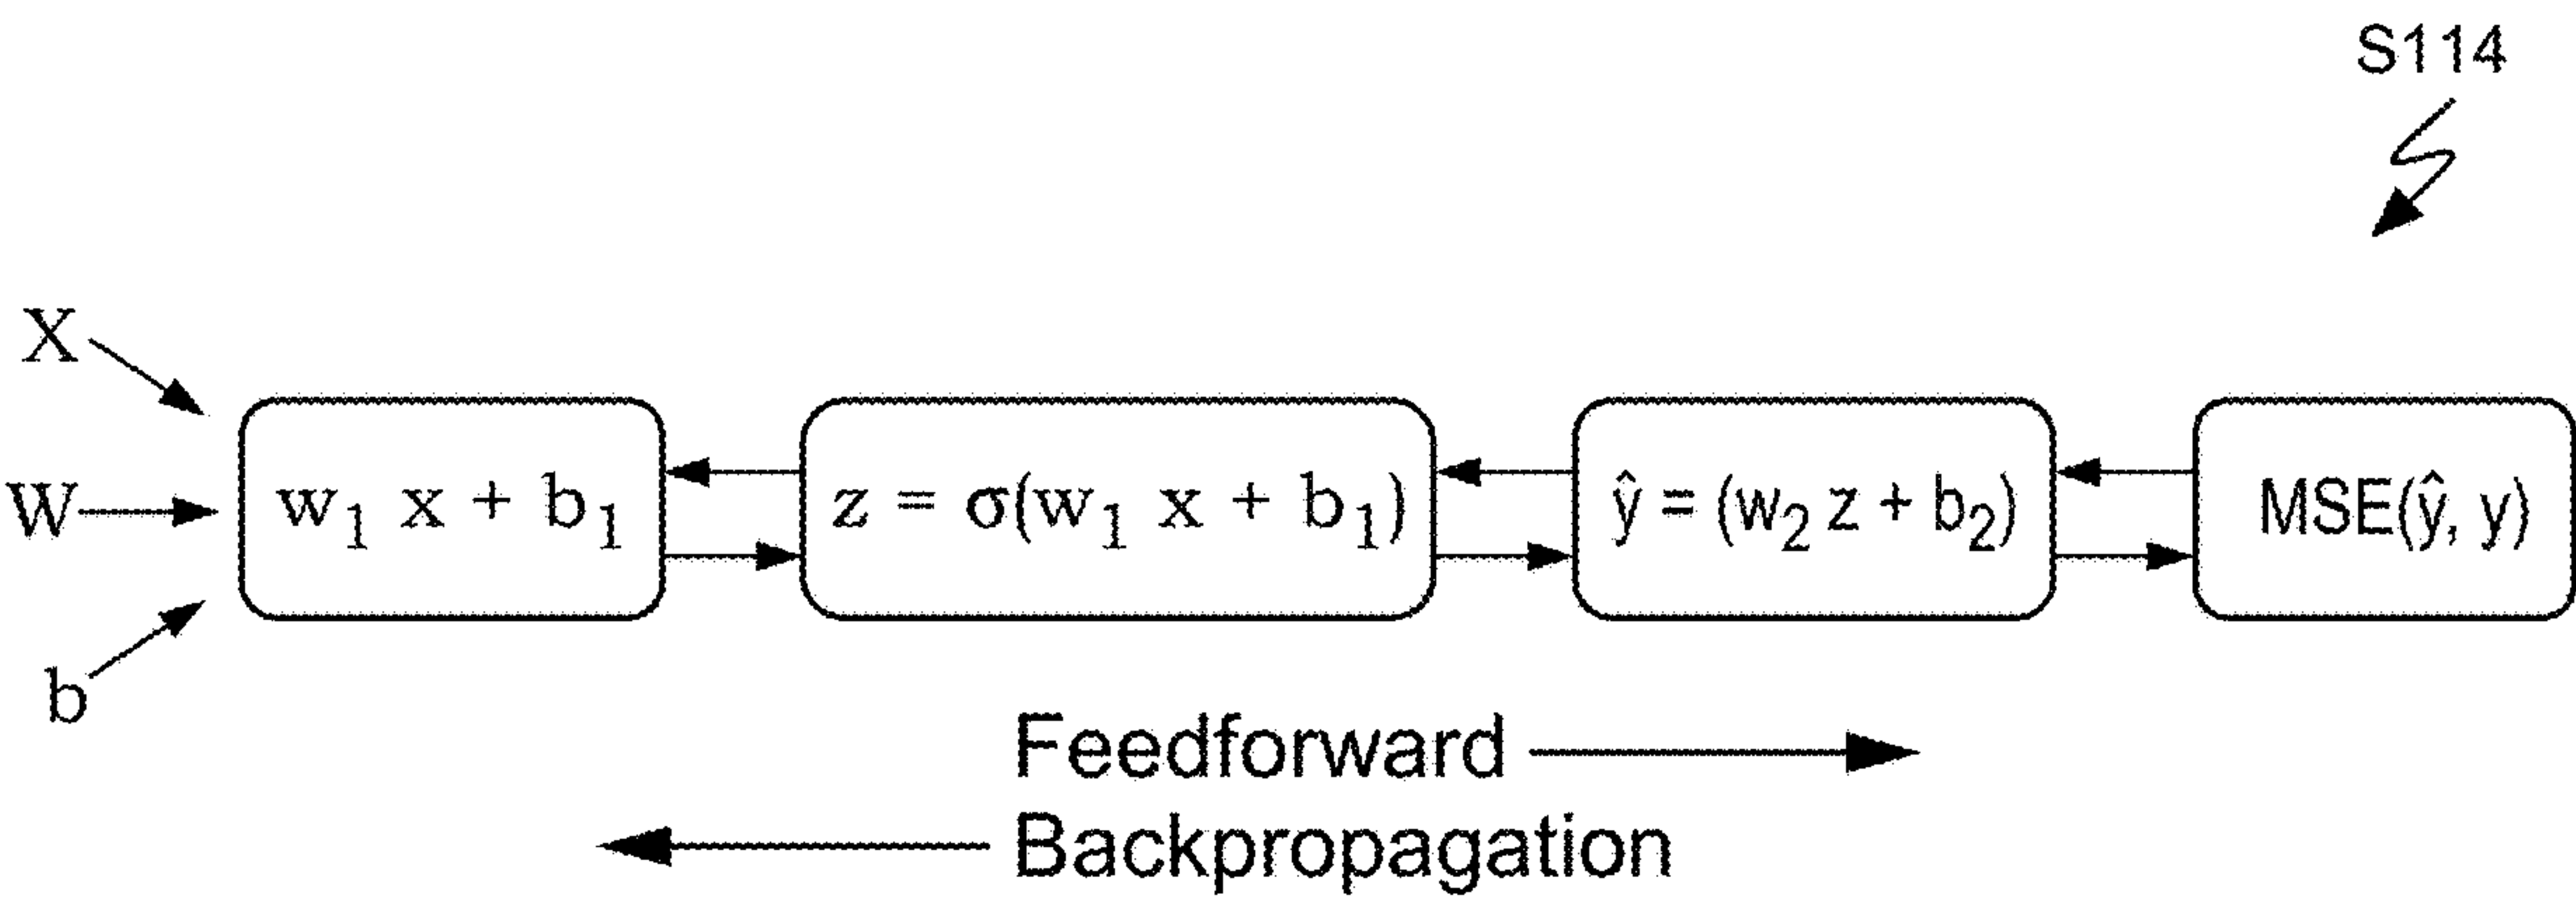 S114
X
W
b
w₁ x + b₁
z = σ(w₁ x + b₁)
ŷ = (w₂ z + b₂)
MSE(ŷ, y)
Feedforward
Backpropagation